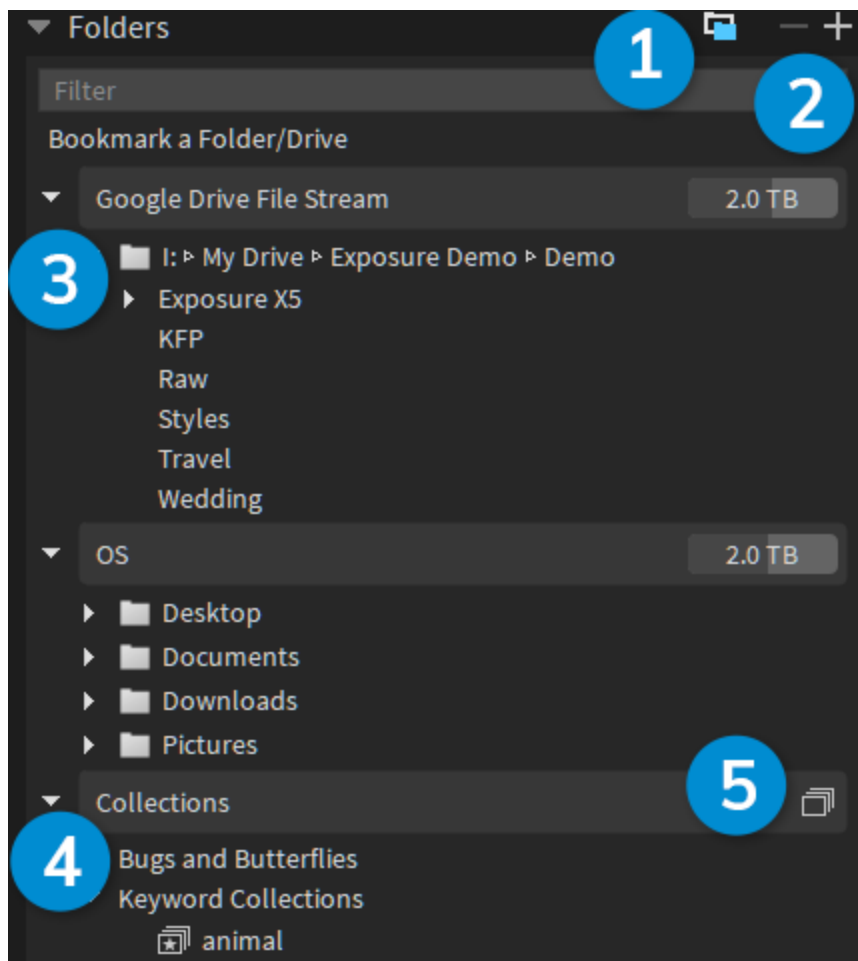 Folders
1
Filter
2
Bookmark a Folder/Drive
Google Drive File Stream 2.0 TB
3
I: ▹ My Drive ▹ Exposure Demo ▹ Demo
Exposure X5
KFP
Raw
Styles
Travel
Wedding
OS 2.0 TB
Desktop
Documents
Downloads
Pictures
5
Collections
4
Bugs and Butterflies
Keyword Collections
animal